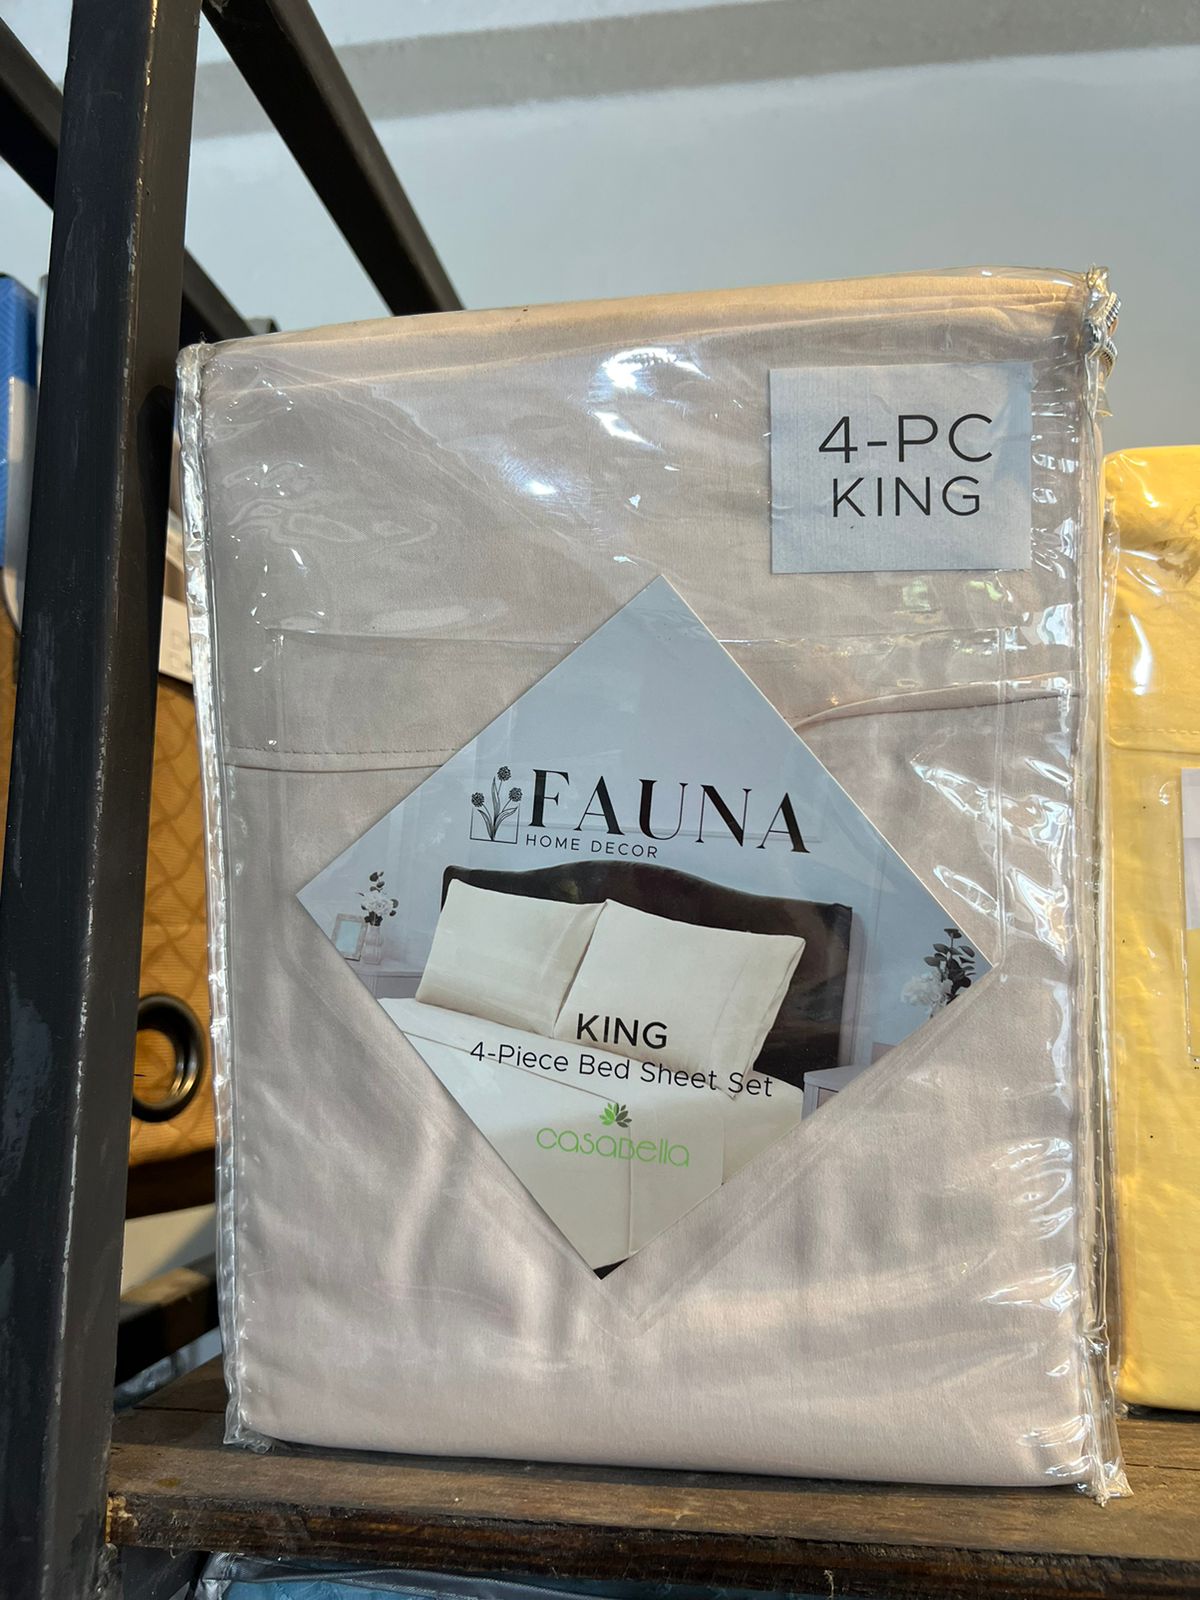 4-PC
KING
FAUNA
HOME DECOR
KING
4-Piece Bed Sheet Set
casabella